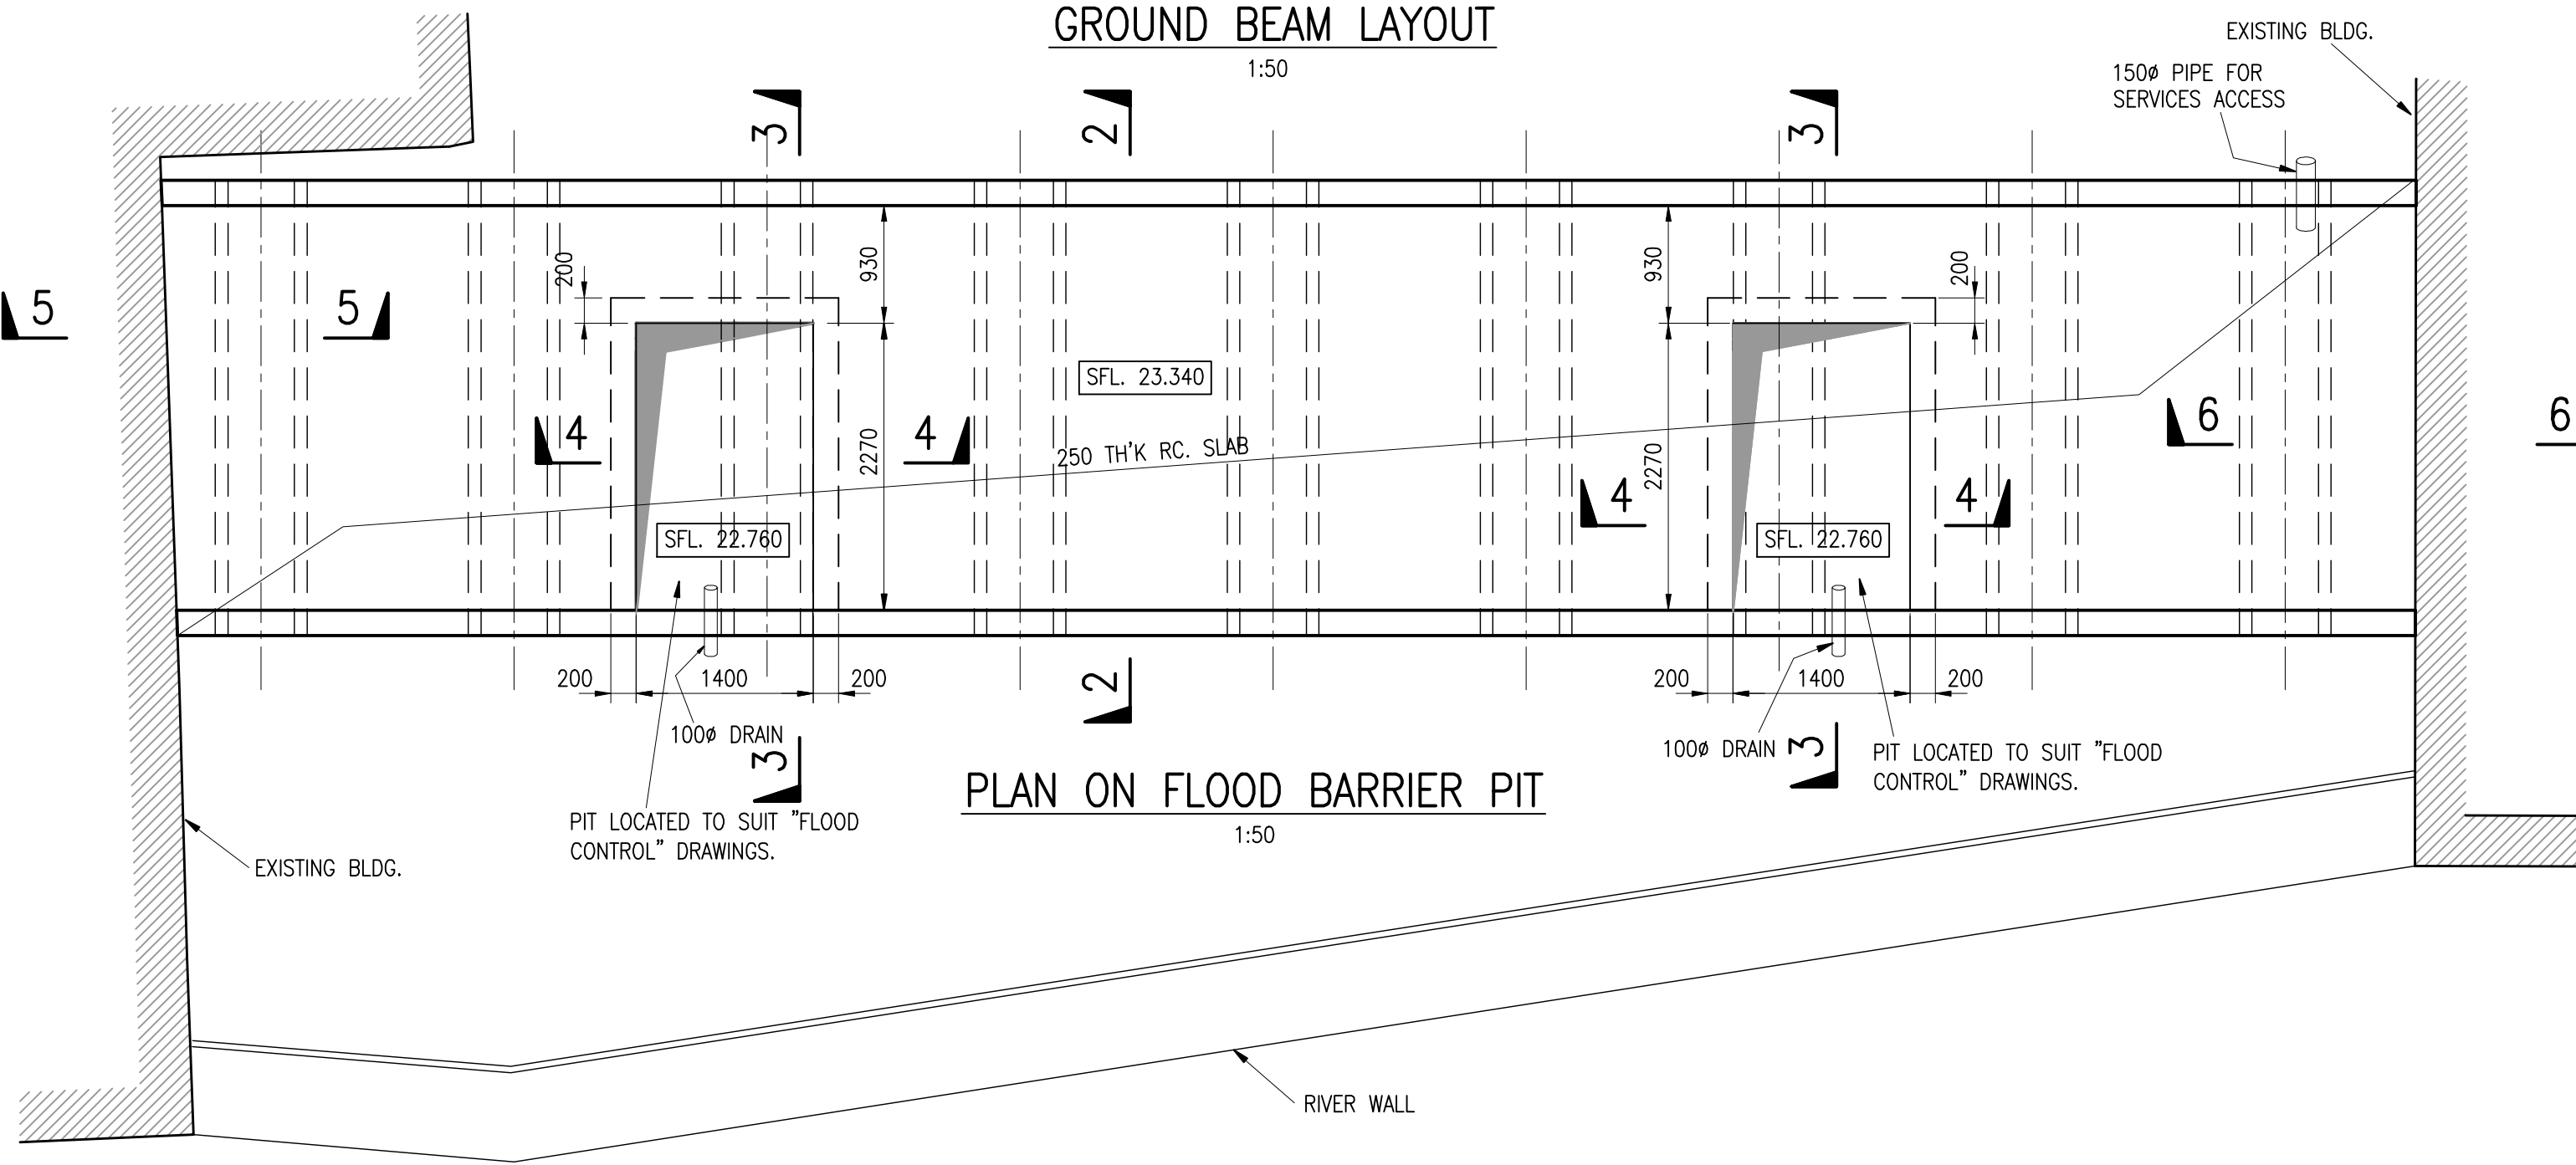 GROUND BEAM LAYOUT
1:50
EXISTING BLDG.
150ø PIPE FOR
SERVICES ACCESS
3
2
3
200
930
930
200
5
5
SFL. 23.340
4
4
2270
250 TH'K RC. SLAB
2270
6
6
4
4
SFL. 22.760
SFL. 22.760
200
1400
200
2
200
1400
200
100ø DRAIN
3
100ø DRAIN
3
PIT LOCATED TO SUIT "FLOOD
CONTROL" DRAWINGS.
PLAN ON FLOOD BARRIER PIT
1:50
PIT LOCATED TO SUIT "FLOOD
CONTROL" DRAWINGS.
EXISTING BLDG.
RIVER WALL